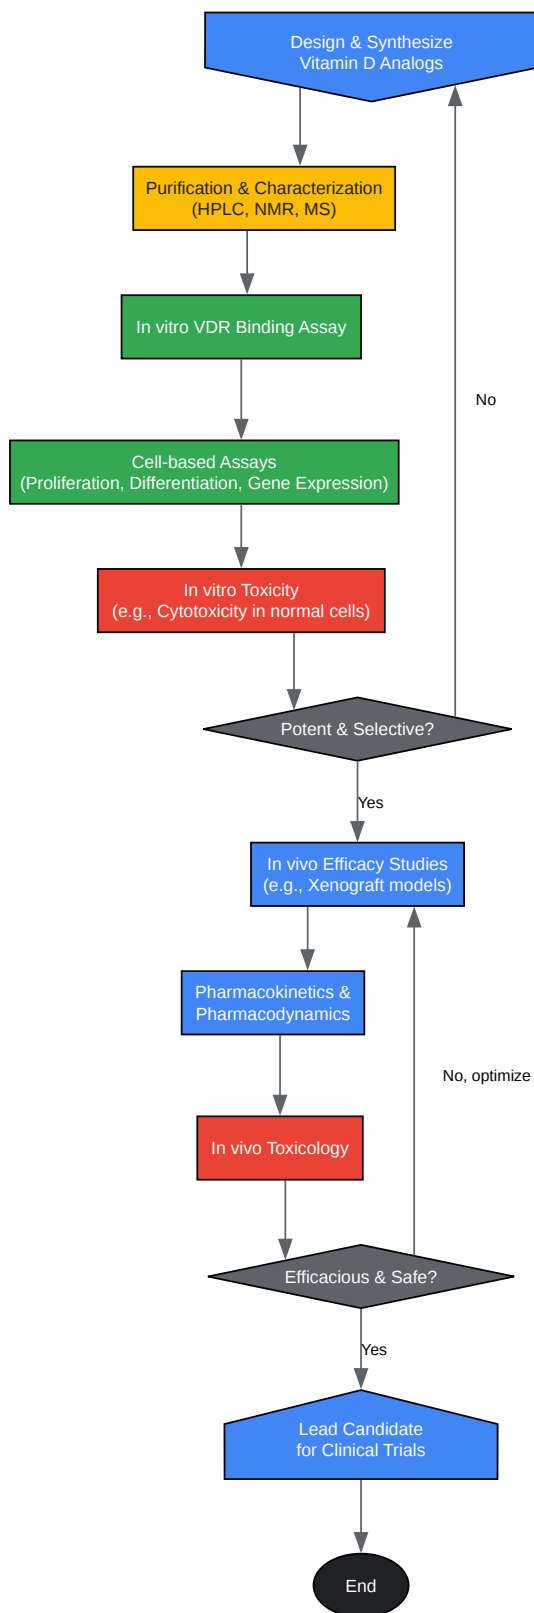 Design & Synthesize
Vitamin D Analogs
Purification & Characterization
(HPLC, NMR, MS)
In vitro VDR Binding Assay
No
Cell-based Assays
(Proliferation, Differentiation, Gene Expression)
In vitro Toxicity
(e.g., Cytotoxicity in normal cells)
Potent & Selective?
Yes
In vivo Efficacy Studies
(e.g., Xenograft models)
Pharmacokinetics &
Pharmacodynamics
No, optimize
In vivo Toxicology
Efficacious & Safe?
Yes
Lead Candidate
for Clinical Trials
End